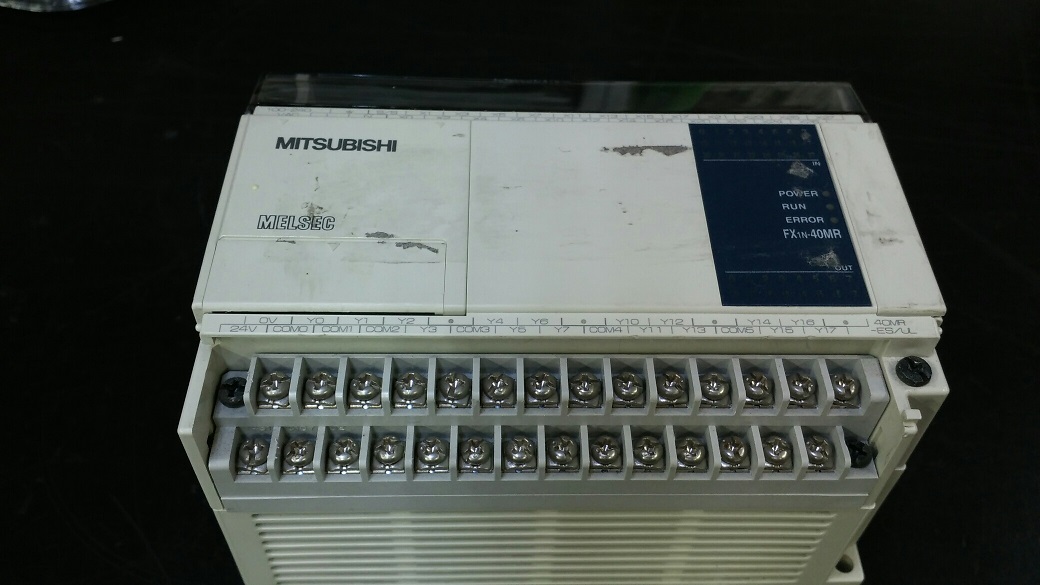 MITSUBISHI
MELSEC
IN
POWER
RUN
ERROR
FX1N-40MR
OUT
0V Y0 Y1 Y2 • Y4 Y6 • Y10 Y12 • Y14 Y16 • 40MR
24V COM0 COM1 COM2 Y3 COM3 Y5 Y7 COM4 Y11 Y13 COM5 Y15 Y17 -ES/UL